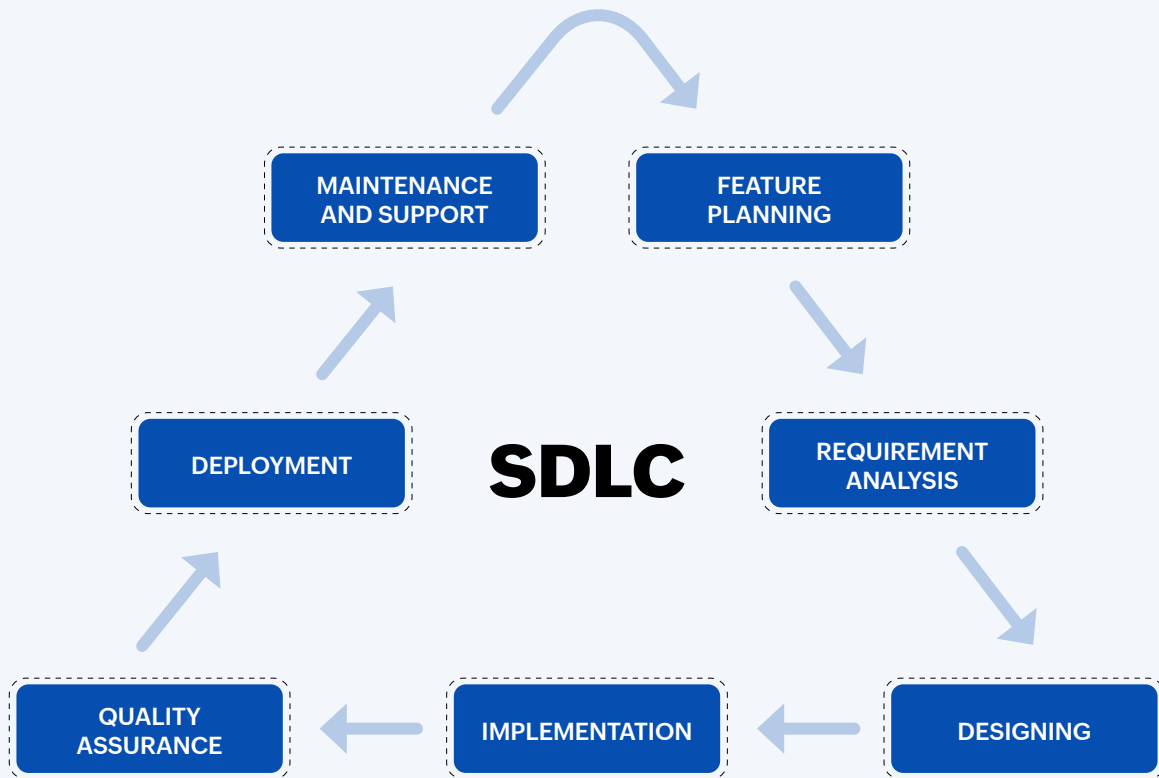 MAINTENANCE
AND SUPPORT
FEATURE
PLANNING
DEPLOYMENT
SDLC
REQUIREMENT
ANALYSIS
QUALITY
ASSURANCE
IMPLEMENTATION
DESIGNING